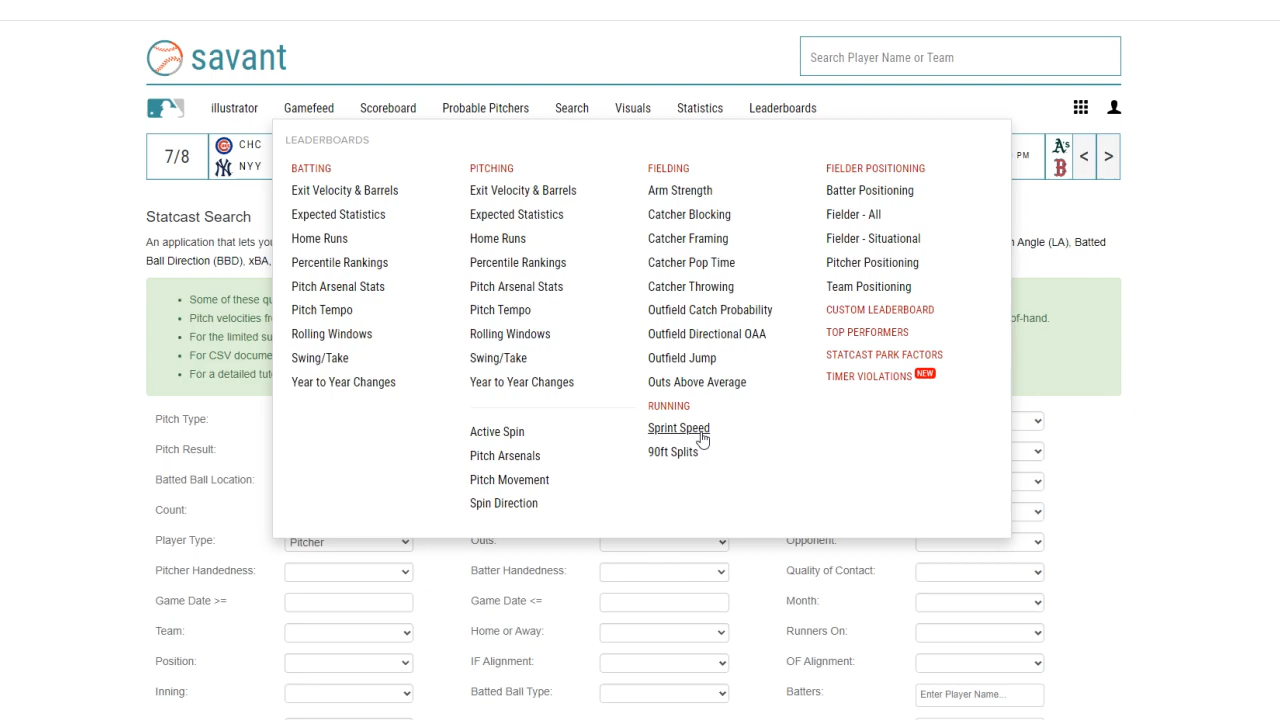 savant
Search Player Name or Team
illustrator Gamefeed Scoreboard Probable Pitchers Search Visuals Statistics Leaderboards
7/8
CHC
NYY
PM
A's
B
<
>
LEADERBOARDS
BATTING
Exit Velocity & Barrels
Expected Statistics
Home Runs
Percentile Rankings
Pitch Arsenal Stats
Pitch Tempo
Rolling Windows
Swing/Take
Year to Year Changes
PITCHING
Exit Velocity & Barrels
Expected Statistics
Home Runs
Percentile Rankings
Pitch Arsenal Stats
Pitch Tempo
Rolling Windows
Swing/Take
Year to Year Changes
Active Spin
Pitch Arsenals
Pitch Movement
Spin Direction
FIELDING
Arm Strength
Catcher Blocking
Catcher Framing
Catcher Pop Time
Catcher Throwing
Outfield Catch Probability
Outfield Directional OAA
Outfield Jump
Outs Above Average
RUNNING
Sprint Speed
90ft Splits
FIELDER POSITIONING
Batter Positioning
Fielder - All
Fielder - Situational
Pitcher Positioning
Team Positioning
CUSTOM LEADERBOARD
TOP PERFORMERS
STATCAST PARK FACTORS
TIMER VIOLATIONS NEW
Statcast Search
An application that lets you
Angle (LA), Batted
Ball Direction (BBD), xBA,
Some of these qu
Pitch velocities fr
of-hand.
For the limited su
For CSV docume
For a detailed tut
Pitch Type:
Pitch Result:
Batted Ball Location:
Count:
Player Type: Pitcher Outs: Opponent:
Pitcher Handedness: Batter Handedness: Quality of Contact:
Game Date >= Game Date <= Month:
Team: Home or Away: Runners On:
Position: IF Alignment: OF Alignment:
Inning: Batted Ball Type: Batters: Enter Player Name...